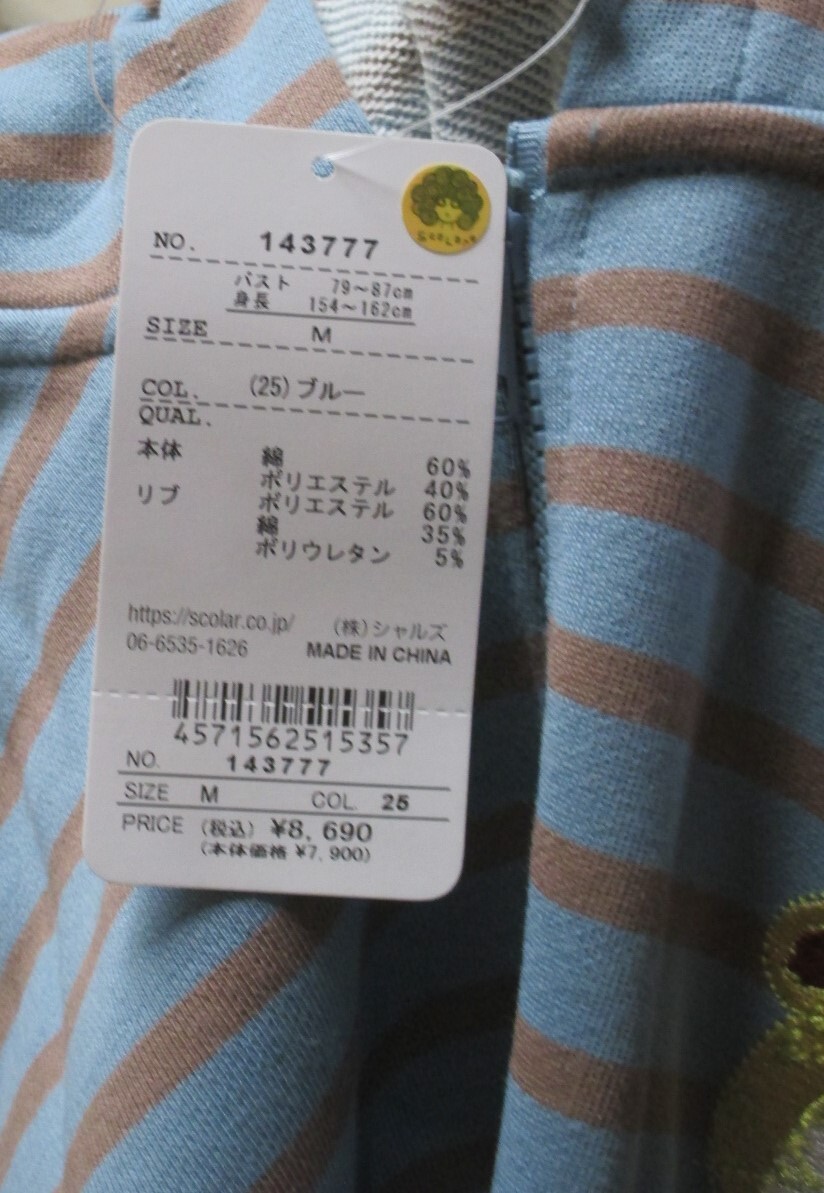 ScoLar
NO. 143777
バスト 79~87cm
身長 154~162cm
SIZE M
COL. (25)ブルー
QUAL.
本体 綿 60%
ポリエステル 40%
リブ ポリエステル 60%
綿 35%
ポリウレタン 5%
https://scolar.co.jp/ (株)シャルズ
06-6535-1626 MADE IN CHINA
4571562515357
NO. 143777
SIZE M COL. 25
PRICE (税込) ¥8,690
(本体価格 ¥7,900)